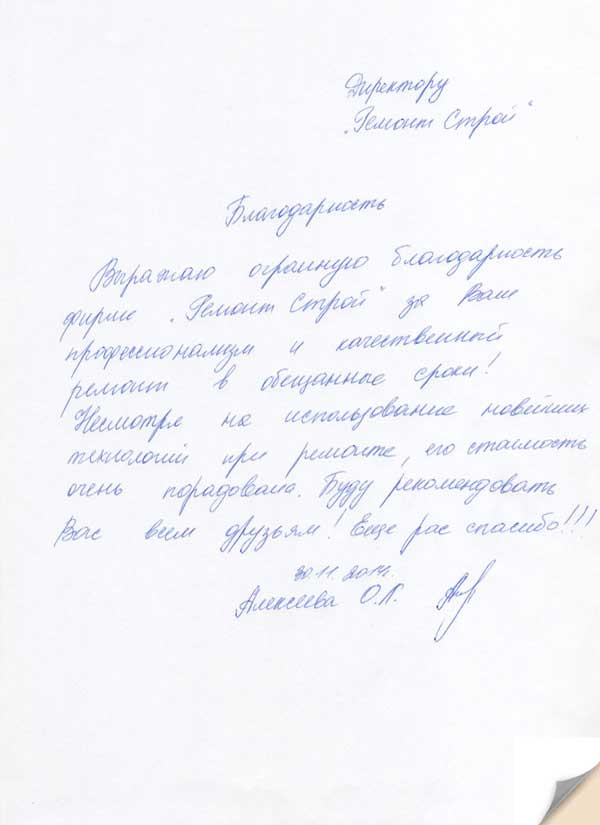 Директору
„Ремонт Строй"
Благодарность
Выражаю огромную благодарность
фирме „Ремонт Строй" за Ваш
профессионализм и качественный
ремонт в обещанные сроки!
Несмотря на использование новейших
технологий при ремонте, его стоимость
очень порадовала. Буду рекомендовать
Вас всем друзьям! Еще рас спасибо!!!
30.11.2014г.
Алексеева О.К.